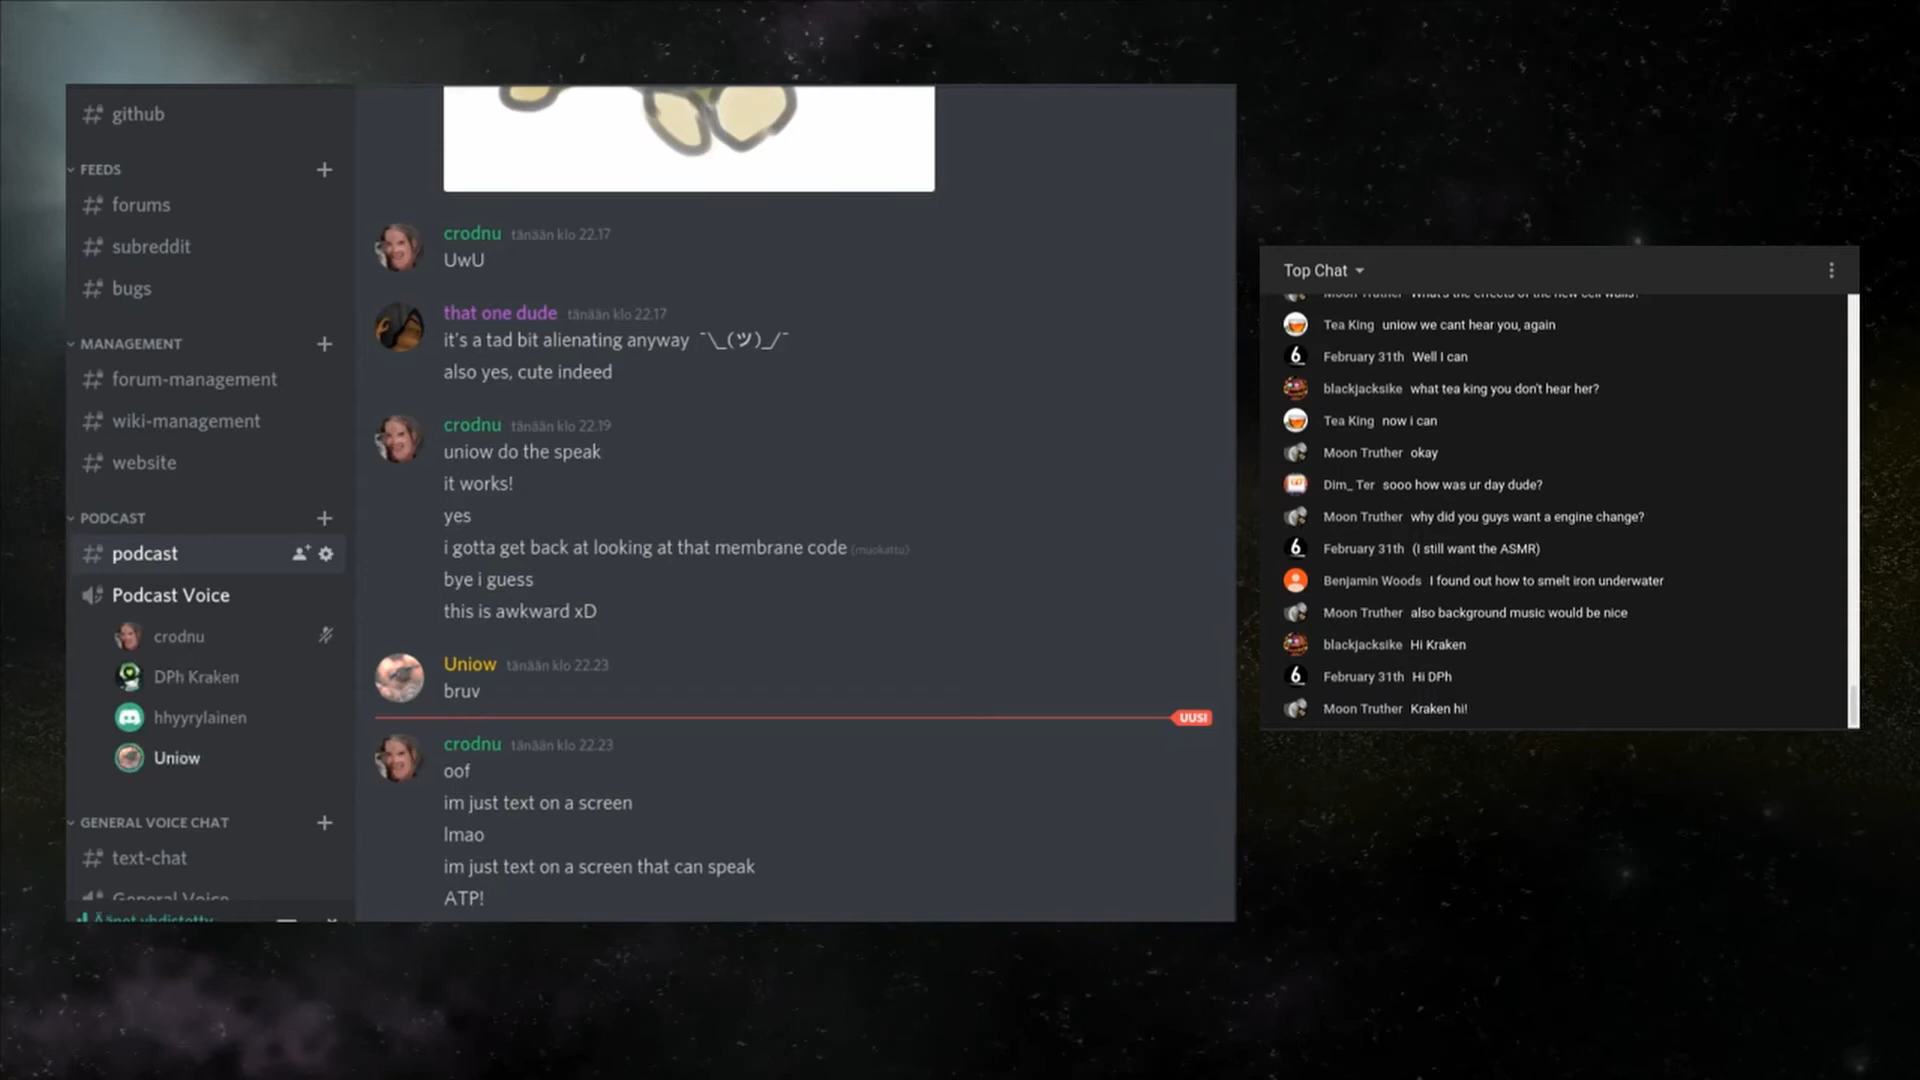 github
FEEDS
forums
subreddit
bugs
MANAGEMENT
forum-management
wiki-management
website
PODCAST
podcast
Podcast Voice
crodnu
DPh Kraken
hhyyrylainen
Uniow
GENERAL VOICE CHAT
text-chat
General Voice
Äänet yhdistetty
crodnu tänään klo 22.17
UwU
that one dude tänään klo 22.17
it's a tad bit alienating anyway ¯\_(ツ)_/¯
also yes, cute indeed
crodnu tänään klo 22.19
uniow do the speak
it works!
yes
i gotta get back at looking at that membrane code (muokattu)
bye i guess
this is awkward xD
Uniow tänään klo 22.23
bruv
UUSI
crodnu tänään klo 22.23
oof
im just text on a screen
lmao
im just text on a screen that can speak
ATP!
Top Chat
Moon Truther What's the effects of the new cell walls?
Tea King uniow we cant hear you, again
February 31th Well I can
blackjacksike what tea king you don't hear her?
Tea King now i can
Moon Truther okay
Dim_ Ter sooo how was ur day dude?
Moon Truther why did you guys want a engine change?
February 31th (I still want the ASMR)
Benjamin Woods I found out how to smelt iron underwater
Moon Truther also background music would be nice
blackjacksike Hi Kraken
February 31th Hi DPh
Moon Truther Kraken hi!